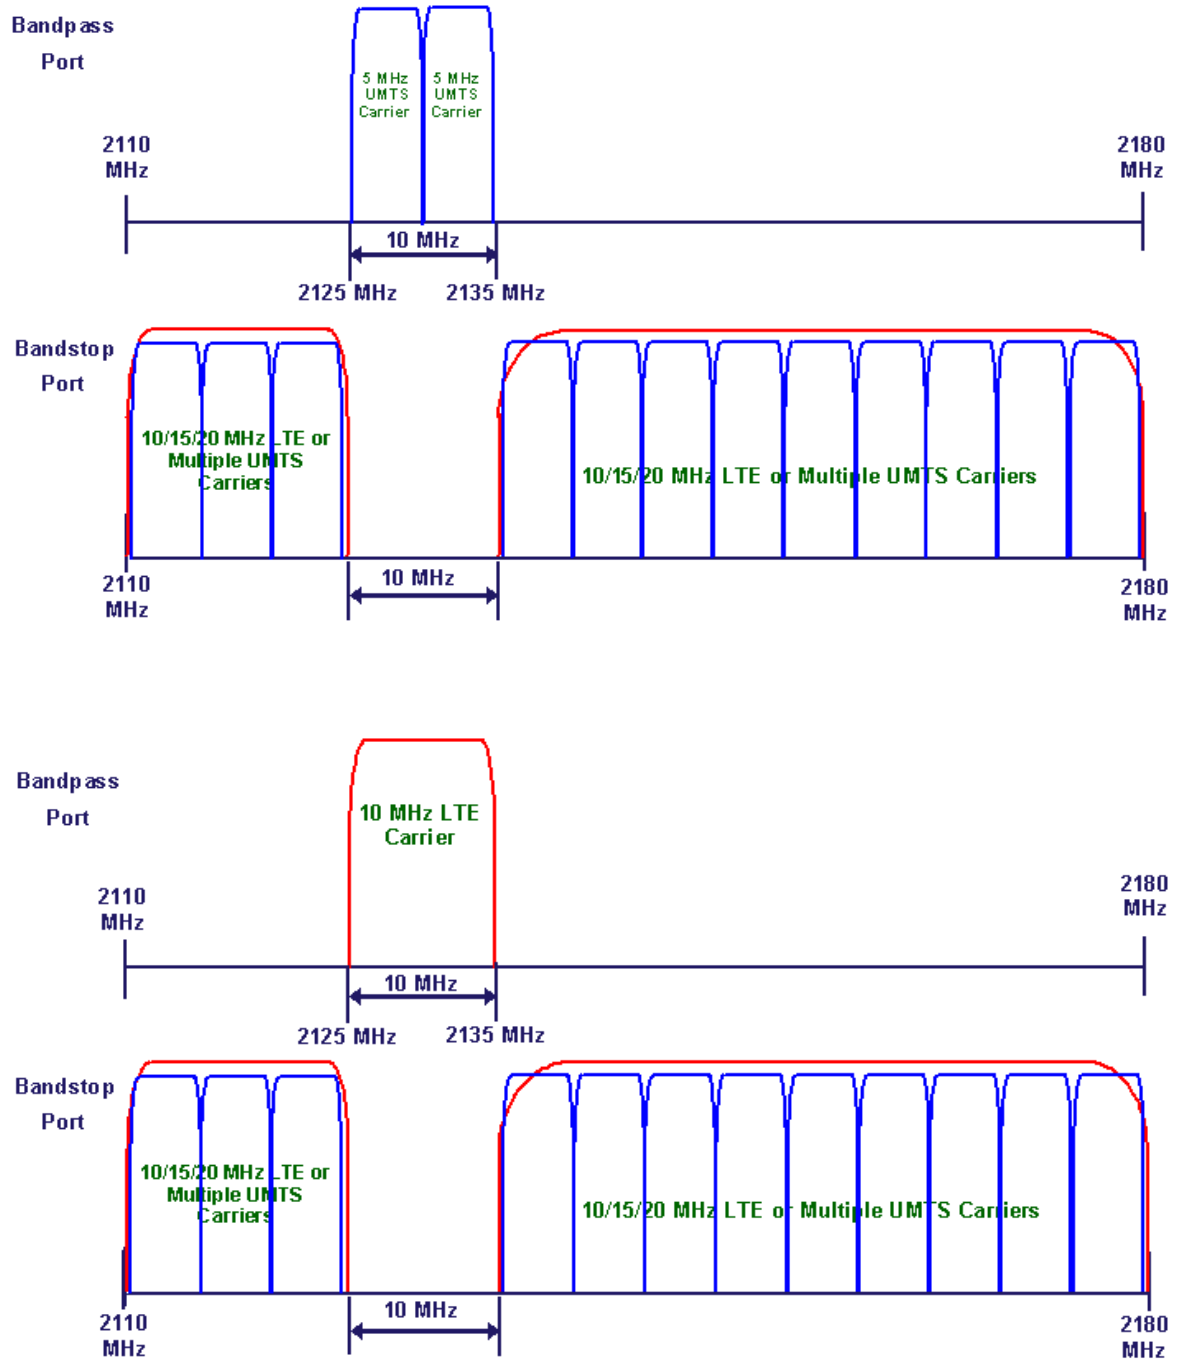 Bandpass
Port
5 MHz
UMTS
Carrier
5 MHz
UMTS
Carrier
2110
MHz
2180
MHz
10 MHz
2125 MHz
2135 MHz
Bandstop
Port
10/15/20 MHz LTE or
Multiple UMTS
Carriers
10/15/20 MHz LTE or Multiple UMTS Carriers
10 MHz
2110
MHz
2180
MHz
Bandpass
Port
10 MHz LTE
Carrier
2110
MHz
2180
MHz
10 MHz
2125 MHz
2135 MHz
Bandstop
Port
10/15/20 MHz LTE or
Multiple UMTS
Carriers
10/15/20 MHz LTE or Multiple UMTS Carriers
10 MHz
2110
MHz
2180
MHz